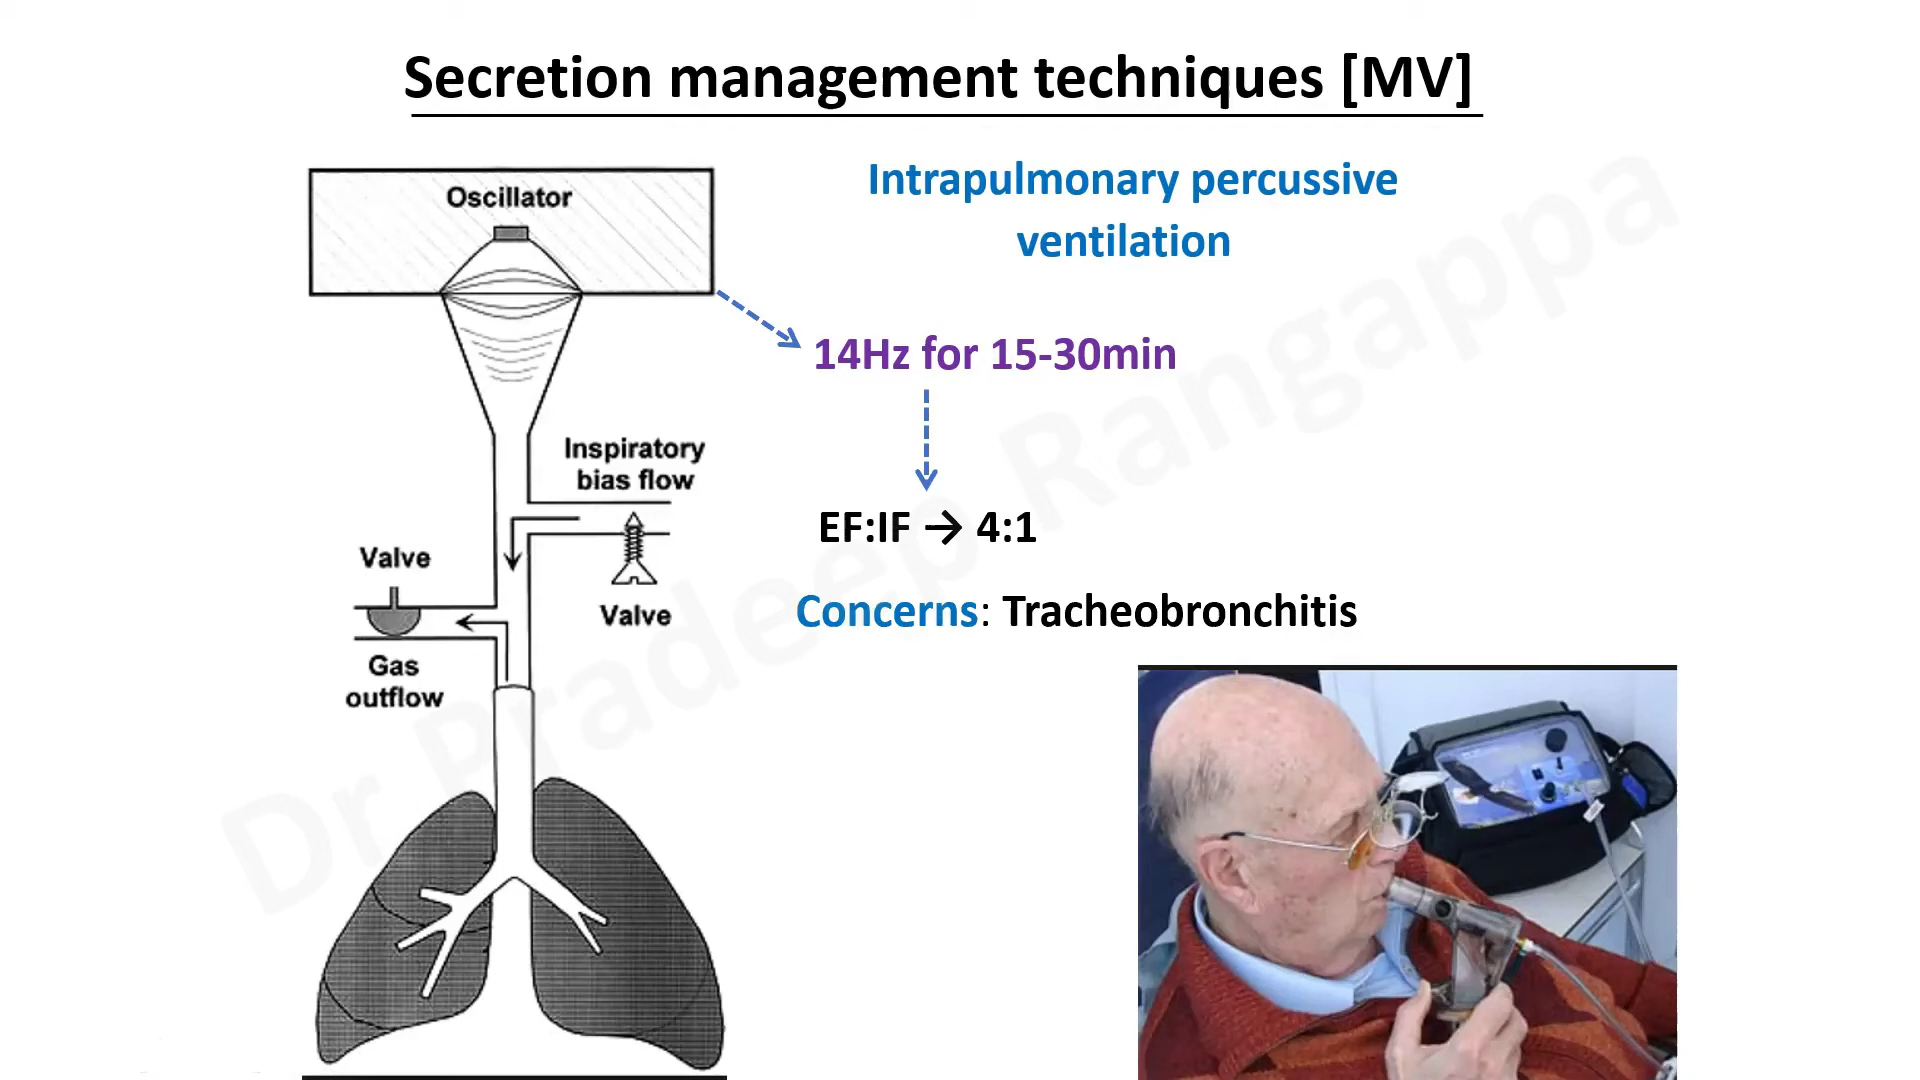 Secretion management techniques [MV]
Oscillator
Intrapulmonary percussive
ventilation
14Hz for 15-30min
Inspiratory
bias flow
EF:IF → 4:1
Valve
Valve
Concerns: Tracheobronchitis
Gas
outflow
Dr Pradeep Rangappa